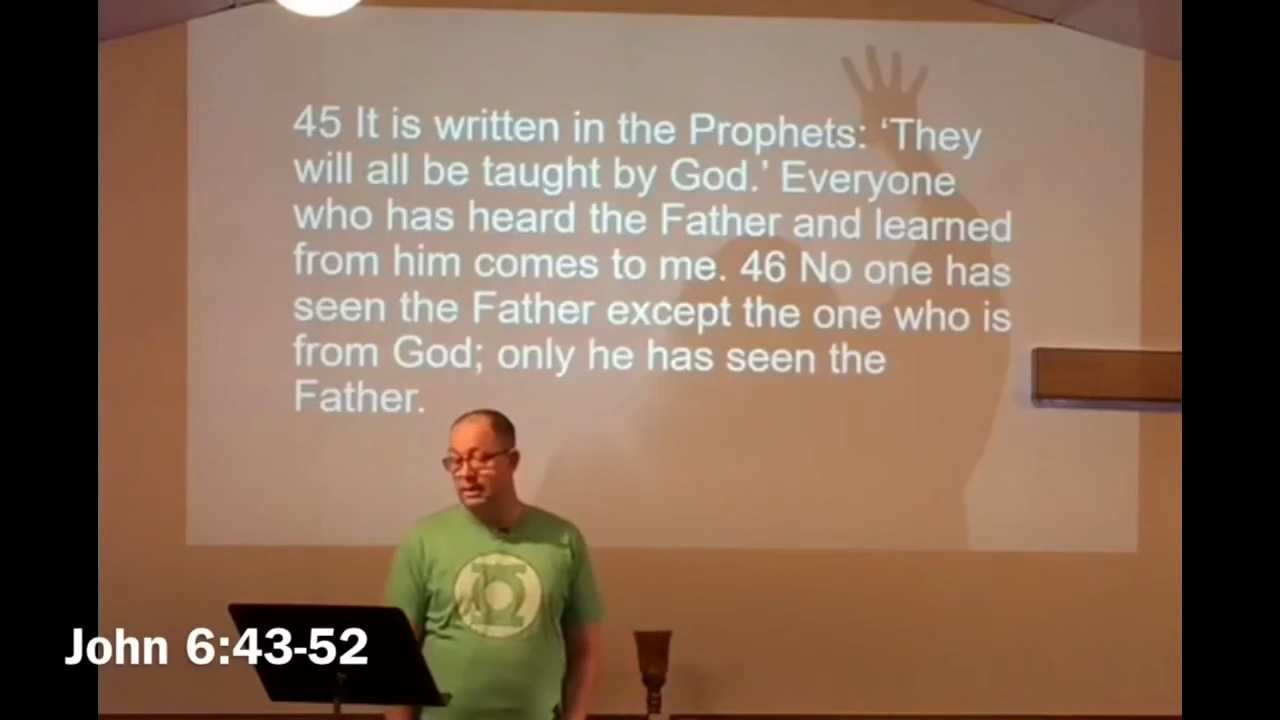 45 It is written in the Prophets: ‘They
will all be taught by God.’ Everyone
who has heard the Father and learned
from him comes to me. 46 No one has
seen the Father except the one who is
from God; only he has seen the
Father.
John 6:43-52